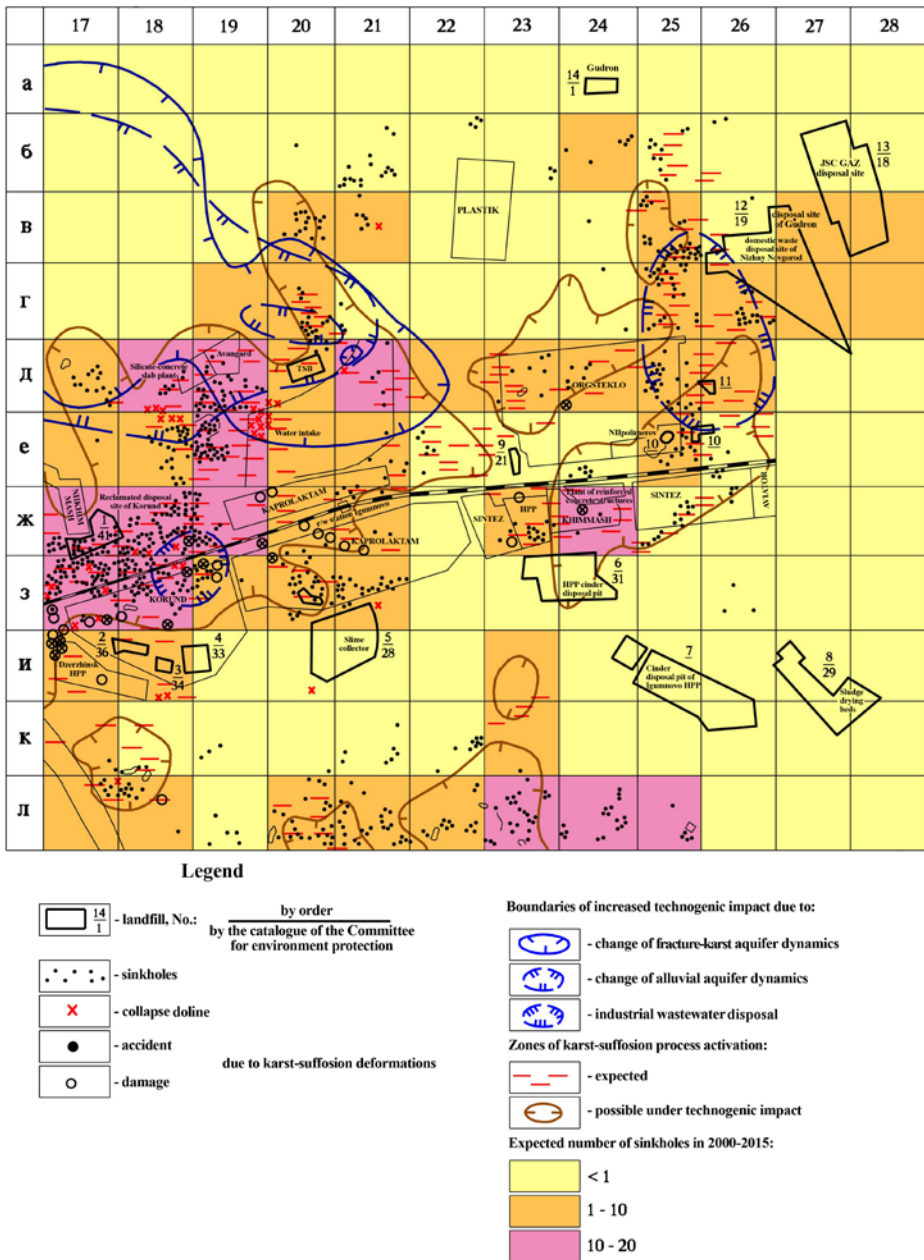 17 18 19 20 21 22 23 24 25 26 27 28
а
14
1
Gudron
б
13
18
JSC GAZ
disposal site
в
PLASTIK
12
19
disposal site
of Gudron
domestic waste
disposal site of
Nizhny Novgorod
г
Д
Silicate-concrete
slab plant
Avangard
TSB
ORGSTEKLO
11
е
Water intake
9
21
NIIpolimerov
10
10
Ж
NIIKHIM
MASH
Reclamated disposal
site of Korund
1
41
KAPROLAKTAM
r/w station Igumnovo
KAPROLAKTAM
SINTEZ
HPP
Plant of reinforced
concrete structures
KHIMMASH
SINTEZ
AVIATOR
З
KORUND
HPP cinder
disposal pit
6
31
И
Dzerzhinsk
HPP
2
36
3
34
4
33
Slime
collector
5
28
7
Cinder
disposal pit of
Igumnovo HPP
8
29
Sludge
drying
beds
К
Л
Legend
14
1
- landfill, No.:
by order
by the catalogue of the Committee
for environment protection
- sinkholes
- collapse doline
- accident
- damage
due to karst-suffosion deformations
Boundaries of increased technogenic impact due to:
- change of fracture-karst aquifer dynamics
- change of alluvial aquifer dynamics
- industrial wastewater disposal
Zones of karst-suffosion process activation:
- expected
- possible under technogenic impact
Expected number of sinkholes in 2000-2015:
< 1
1 - 10
10 - 20